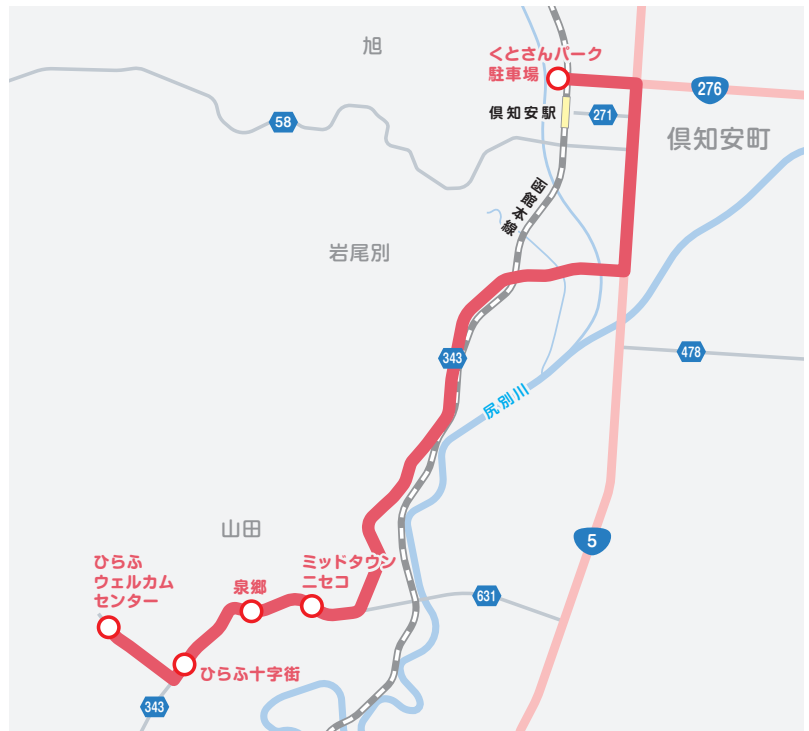 旭
くとさんパーク
駐車場
276
倶知安駅
271
58
倶知安町
函館本線
岩尾別
343
478
尻別川
山田
5
ひらふ
ウェルカム
センター
泉郷
ミッドタウン
ニセコ
631
ひらふ十字街
343